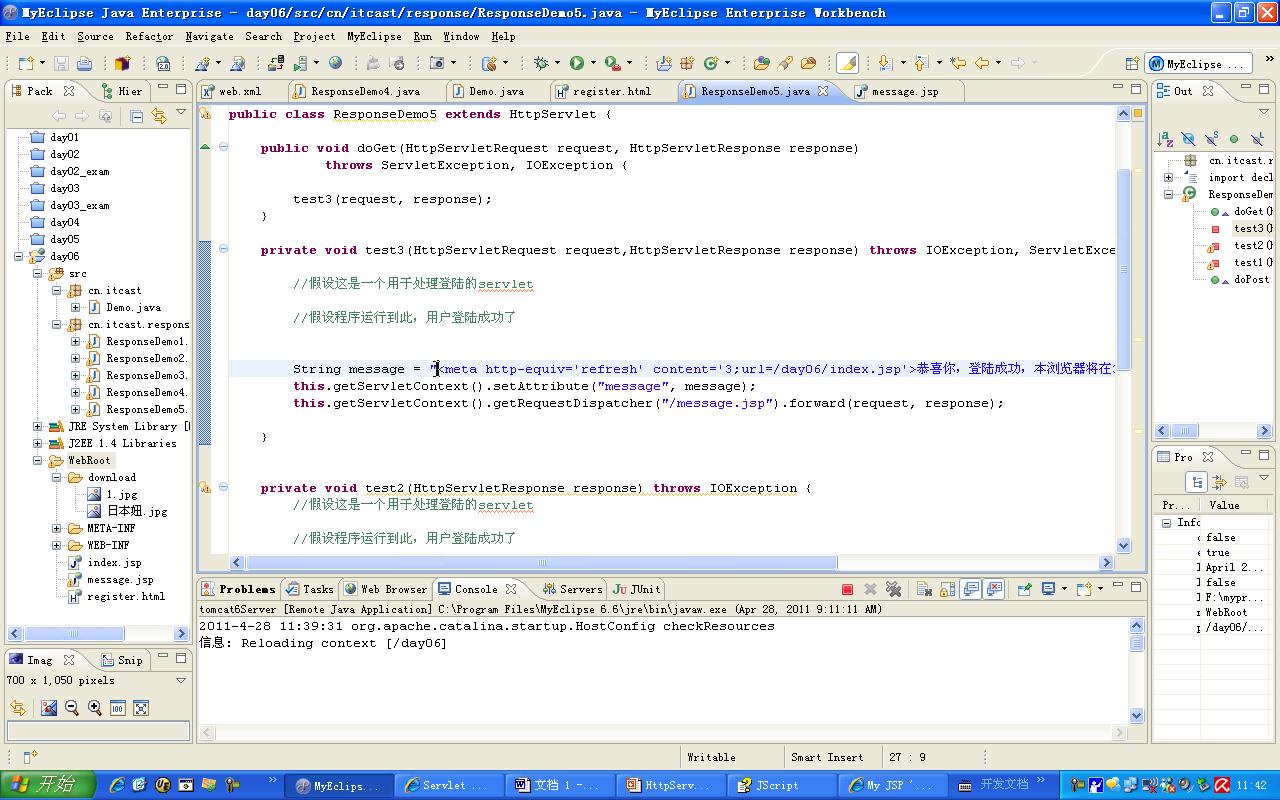 MyEclipse Java Enterprise - day06/src/cn/itcast/response/ResponseDemo5.java - MyEclipse Enterprise Workbench
File Edit Source Refactor Navigate Search Project MyEclipse Run Window Help
MyEclipse ...
Pack Hier
web.xml ResponseDemo4.java Demo.java register.html ResponseDemo5.java message.jsp
Out
day01
day02
day02_exam
day03
day03_exam
day04
day05
day06
src
cn.itcast
Demo.java
cn.itcast.respons
ResponseDemo1.
ResponseDemo2.
ResponseDemo3.
ResponseDemo4.
ResponseDemo5.
JRE System Library [
J2EE 1.4 Libraries
WebRoot
download
1.jpg
日本妞.jpg
META-INF
WEB-INF
index.jsp
message.jsp
register.html
public class ResponseDemo5 extends HttpServlet {
public void doGet(HttpServletRequest request, HttpServletResponse response)
throws ServletException, IOException {
test3(request, response);
}
private void test3(HttpServletRequest request,HttpServletResponse response) throws IOException, ServletExce
//假设这是一个用于处理登陆的servlet
//假设程序运行到此，用户登陆成功了
String message = "<meta http-equiv='refresh' content='3;url=/day06/index.jsp'>恭喜你，登陆成功，本浏览器将在
this.getServletContext().setAttribute("message", message);
this.getServletContext().getRequestDispatcher("/message.jsp").forward(request, response);
}
private void test2(HttpServletResponse response) throws IOException {
//假设这是一个用于处理登陆的servlet
//假设程序运行到此，用户登陆成功了
cn.itcast.r
import decl
ResponseDem
doGet(H
test3(H
test2(H
test1(H
doPost
Pro
Pr... Value
Info
false
true
April 2...
false
F:\mypr...
WebRoot
/day06/...
Problems Tasks Web Browser Console Servers JUnit
tomcat6Server [Remote Java Application] C:\Program Files\MyEclipse 6.6\jre\bin\javaw.exe (Apr 28, 2011 9:11:11 AM)
2011-4-28 11:39:31 org.apache.catalina.startup.HostConfig checkResources
信息: Reloading context [/day06]
Imag Snip
700 x 1,050 pixels
Writable Smart Insert 27 : 9
开始 MyEclips... Servlet ... 文档 1 -... HttpServ... JScript My JSP '... 开发文档 11:42